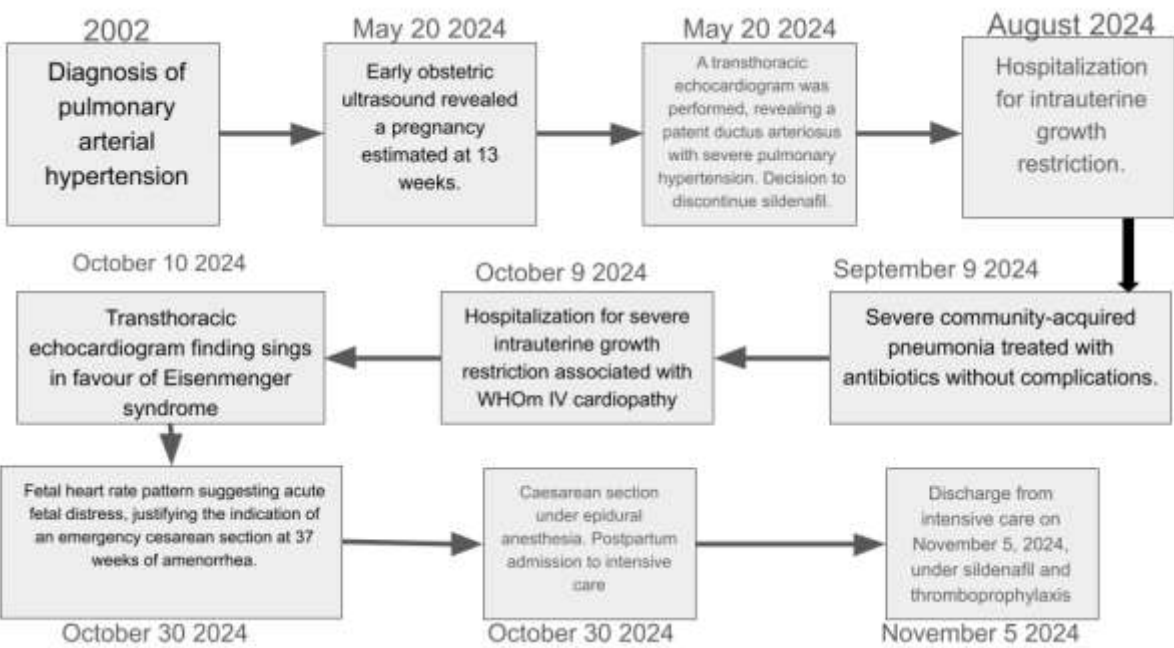 2002
Diagnosis of
pulmonary
arterial
hypertension
May 20 2024
Early obstetric
ultrasound revealed
a pregnancy
estimated at 13
weeks.
May 20 2024
A transthoracic
echocardiogram was
performed, revealing a
patent ductus arteriosus
with severe pulmonary
hypertension. Decision to
discontinue sildenafil.
August 2024
Hospitalization
for intrauterine
growth
restriction.
September 9 2024
Severe community-acquired
pneumonia treated with
antibiotics without complications.
October 9 2024
Hospitalization for severe
intrauterine growth
restriction associated with
WHOm IV cardiopathy
October 10 2024
Transthoracic
echocardiogram finding sings
in favour of Eisenmenger
syndrome
Fetal heart rate pattern suggesting acute
fetal distress, justifying the indication of
an emergency cesarean section at 37
weeks of amenorrhea.
October 30 2024
Caesarean section
under epidural
anesthesia. Postpartum
admission to intensive
care
October 30 2024
Discharge from
intensive care on
November 5, 2024,
under sildenafil and
thromboprophylaxis
November 5 2024